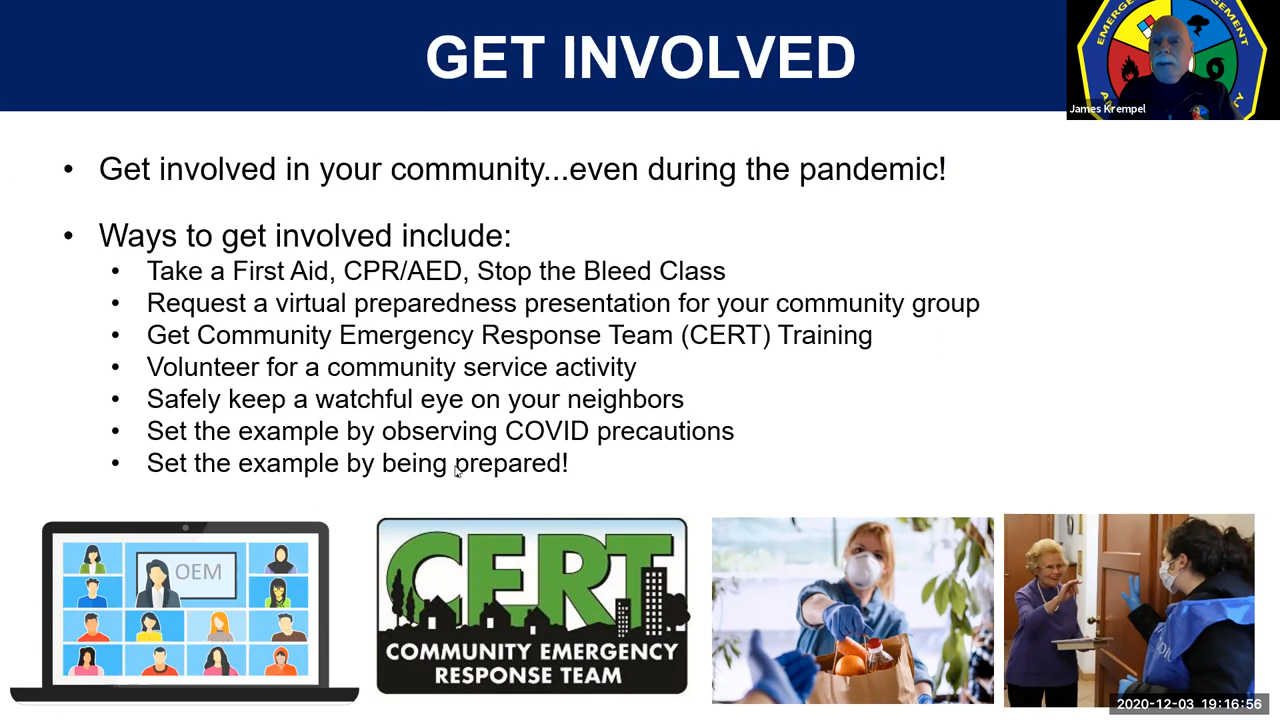 GET INVOLVED
James Krempel
• Get involved in your community...even during the pandemic!
• Ways to get involved include:
• Take a First Aid, CPR/AED, Stop the Bleed Class
• Request a virtual preparedness presentation for your community group
• Get Community Emergency Response Team (CERT) Training
• Volunteer for a community service activity
• Safely keep a watchful eye on your neighbors
• Set the example by observing COVID precautions
• Set the example by being prepared!
OEM
CERT
COMMUNITY EMERGENCY
RESPONSE TEAM
2020-12-03 19:16:56